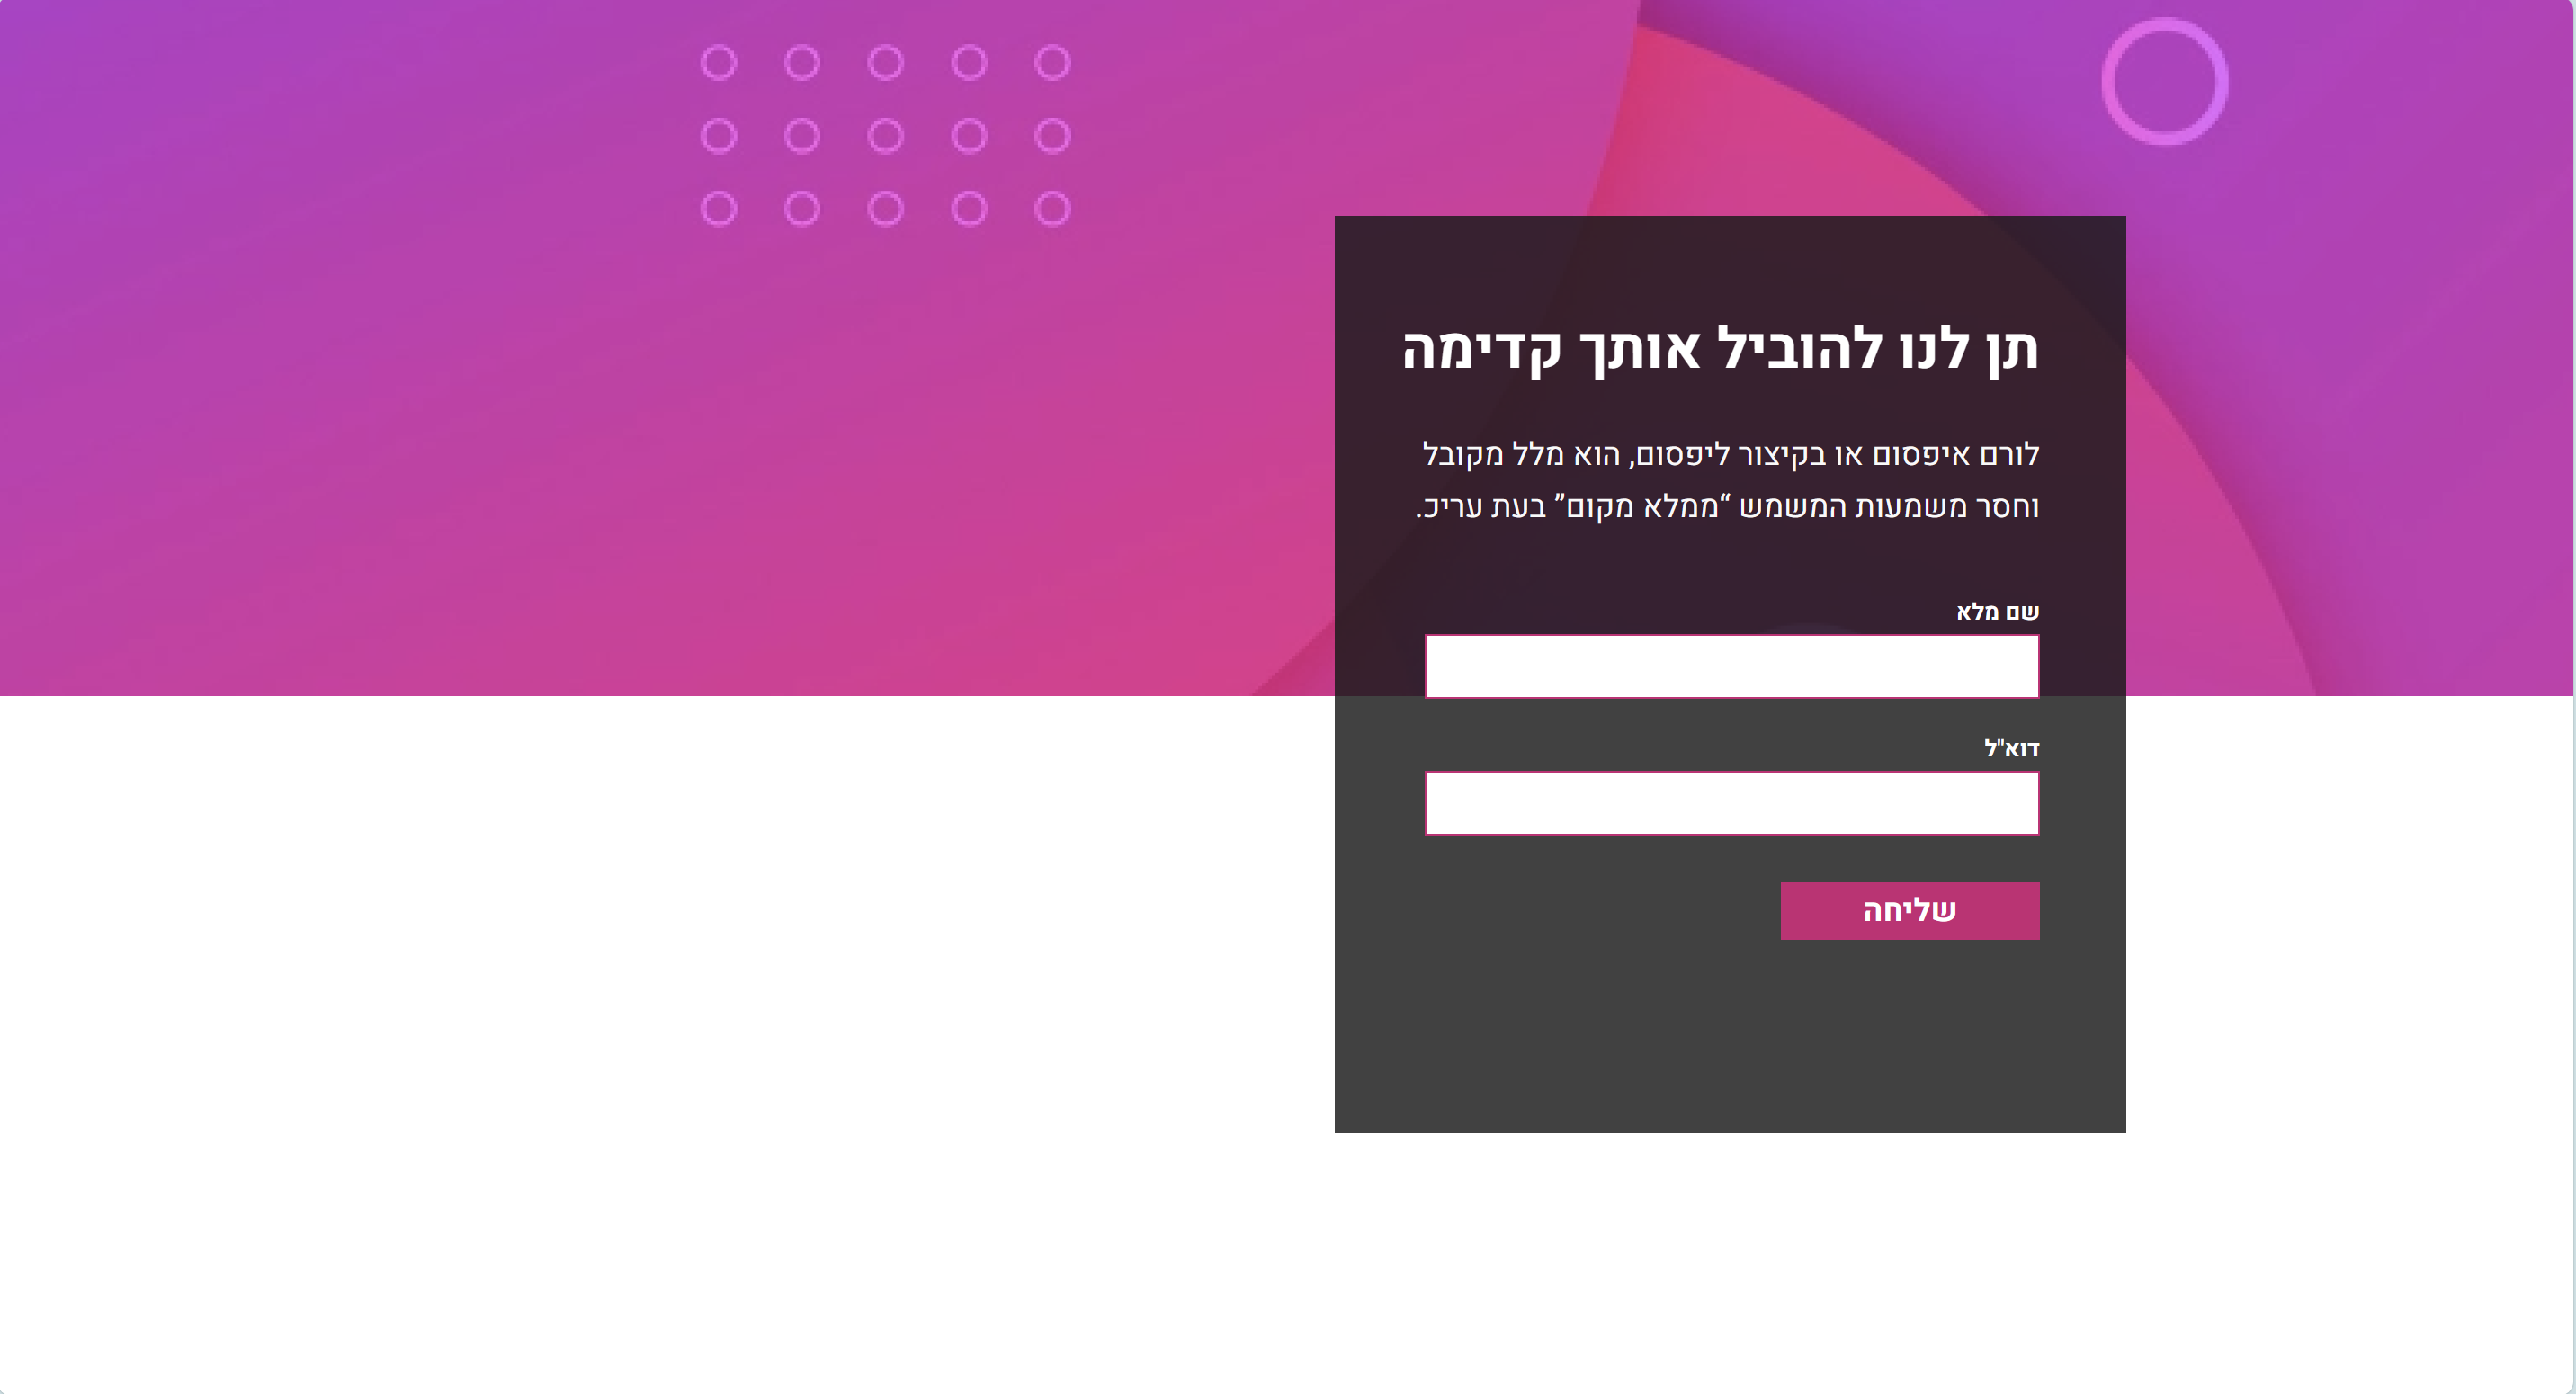 תן לנו להוביל אותך קדימה
לורם איפסום או בקיצור ליפסום, הוא מלל מקובל
וחסר משמעות המשמש “ממלא מקום” בעת עריכ.
שם מלא
דוא"ל
שליחה